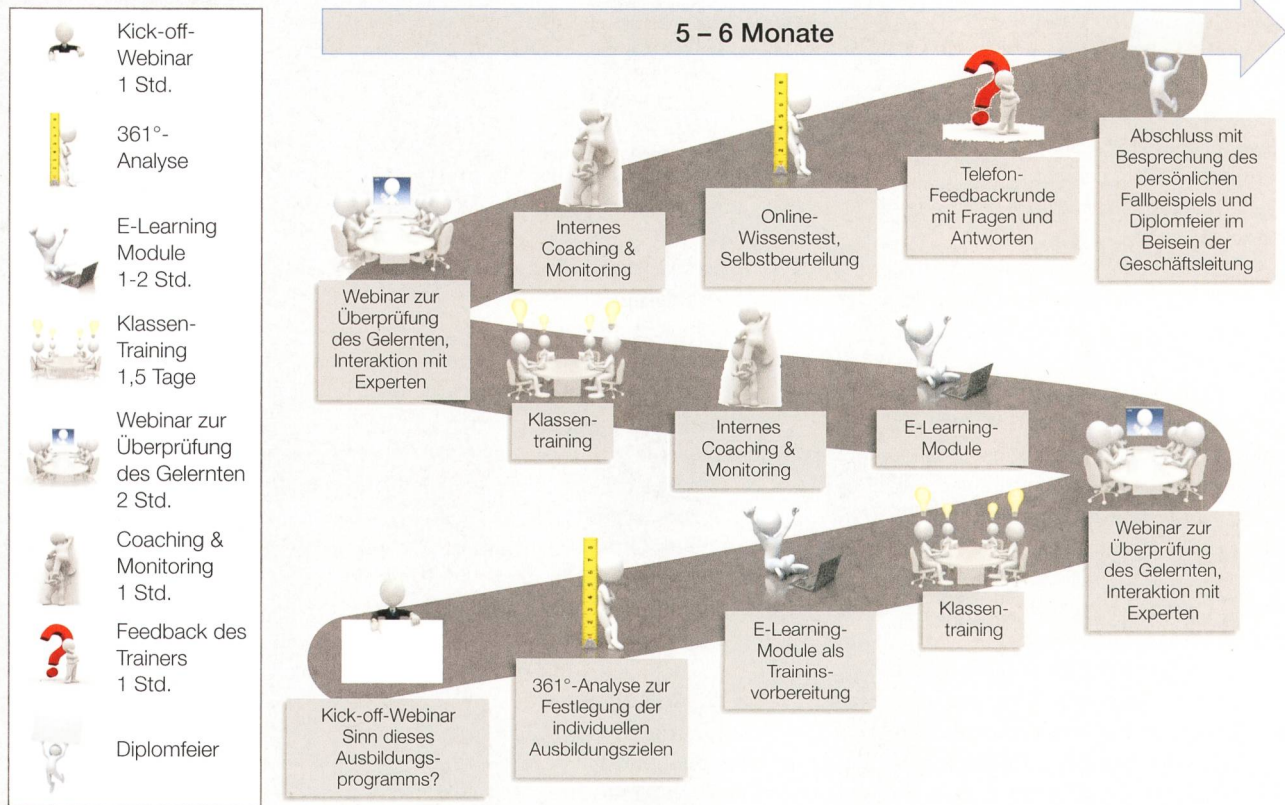 Kick-off-
Webinar
1 Std.
361°-
Analyse
E-Learning
Module
1-2 Std.
Klassen-
Training
1,5 Tage
Webinar zur
Überprüfung
des Gelernten
2 Std.
Coaching &
Monitoring
1 Std.
Feedback des
Trainers
1 Std.
Diplomfeier
5 – 6 Monate
Abschluss mit
Besprechung des
persönlichen
Fallbeispiels und
Diplomfeier im
Beisein der
Geschäftsleitung
Telefon-
Feedbackrunde
mit Fragen und
Antworten
Online-
Wissenstest,
Selbstbeurteilung
Internes
Coaching &
Monitoring
Webinar zur
Überprüfung
des Gelernten,
Interaktion mit
Experten
Klassen-
training
Internes
Coaching &
Monitoring
E-Learning-
Module
Webinar zur
Überprüfung
des Gelernten,
Interaktion mit
Experten
Klassen-
training
E-Learning-
Module als
Trainins-
vorbereitung
361°-Analyse zur
Festlegung der
individuellen
Ausbildungszielen
Kick-off-Webinar
Sinn dieses
Ausbildungs-
programms?